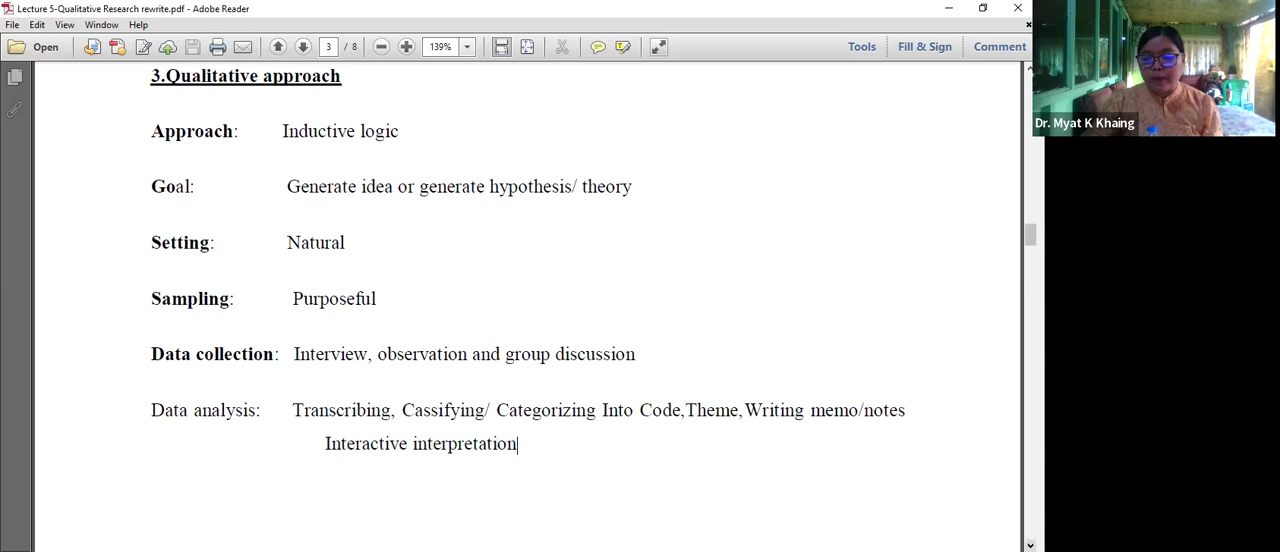 Lecture 5-Qualitative Research rewrite.pdf - Adobe Reader
File Edit View Window Help
Open 3 / 8 139% Tools Fill & Sign Comment
3.Qualitative approach
Approach: Inductive logic
Goal: Generate idea or generate hypothesis/ theory
Setting: Natural
Sampling: Purposeful
Data collection: Interview, observation and group discussion
Data analysis: Transcribing, Cassifying/ Categorizing Into Code,Theme,Writing memo/notes
Interactive interpretation
Dr. Myat K Khaing